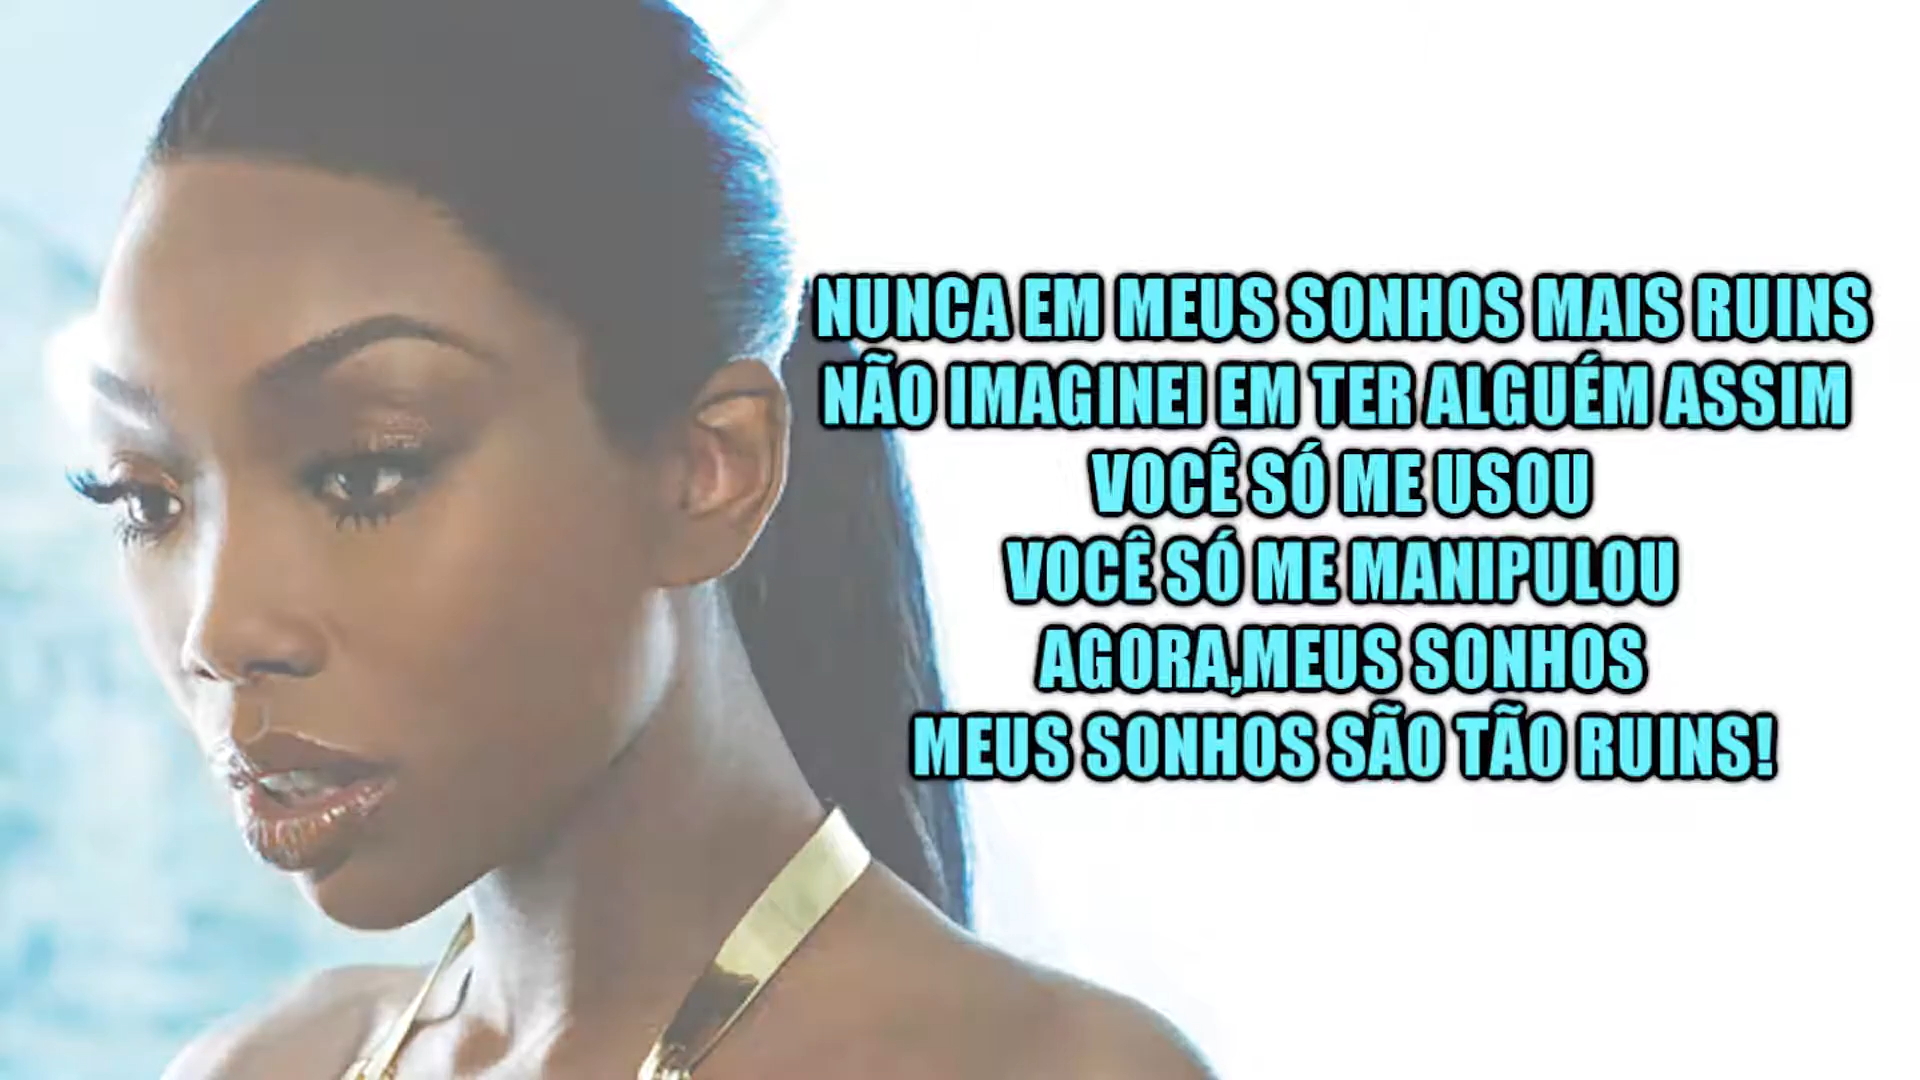 NUNCA EM MEUS SONHOS MAIS RUINS
NÃO IMAGINEI EM TER ALGUÉM ASSIM
VOCÊ SÓ ME USOU
VOCÊ SÓ ME MANIPULOU
AGORA,MEUS SONHOS
MEUS SONHOS SÃO TÃO RUINS!